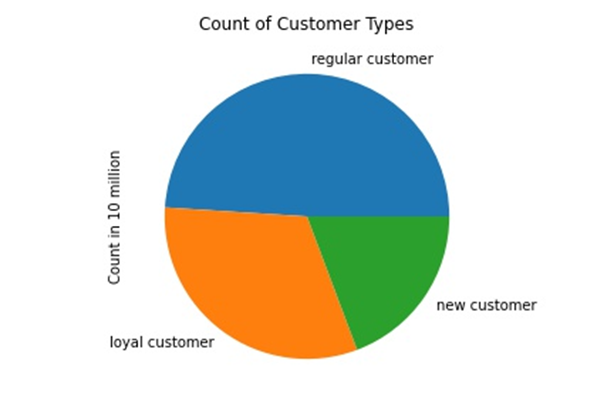 Count of Customer Types
regular customer
Count in 10 million
new customer
loyal customer